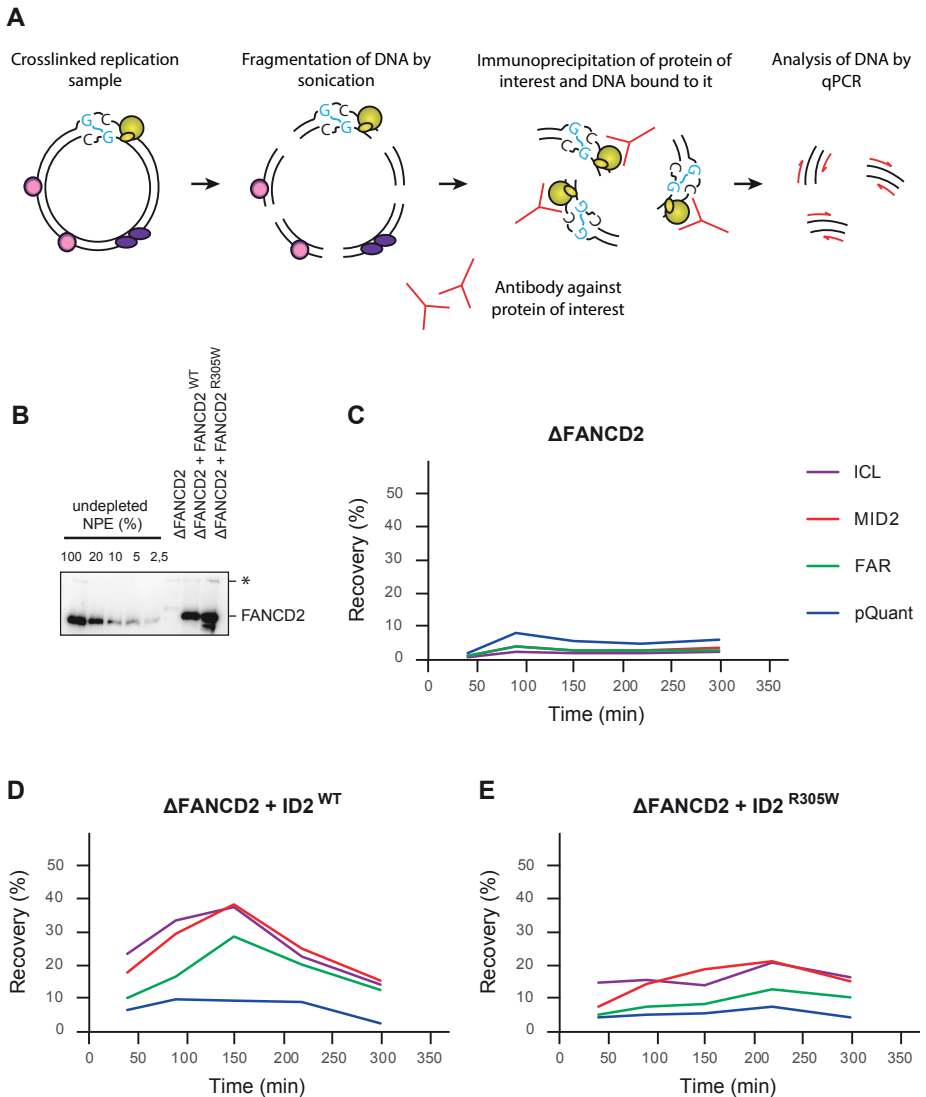 A
Crosslinked replication
sample
Fragmentation of DNA by
sonication
Immunoprecipitation of protein of
interest and DNA bound to it
Analysis of DNA by
qPCR
G
C
C
G
G
C
C
G
G
C
G
C
G
G
C
G
C
Antibody against
protein of interest
B
undepleted
NPE (%)
100 20 10 5 2,5
ΔFANCD2
ΔFANCD2 + FANCD2 WT
ΔFANCD2 + FANCD2 R305W
*
FANCD2
C
ΔFANCD2
Recovery (%)
50
40
30
20
10
0
0 50 100 150 200 250 300 350
Time (min)
ICL
MID2
FAR
pQuant
D
ΔFANCD2 + ID2 WT
Recovery (%)
50
40
30
20
10
0
0 50 100 150 200 250 300 350
Time (min)
E
ΔFANCD2 + ID2 R305W
Recovery (%)
50
40
30
20
10
0
0 50 100 150 200 250 300 350
Time (min)